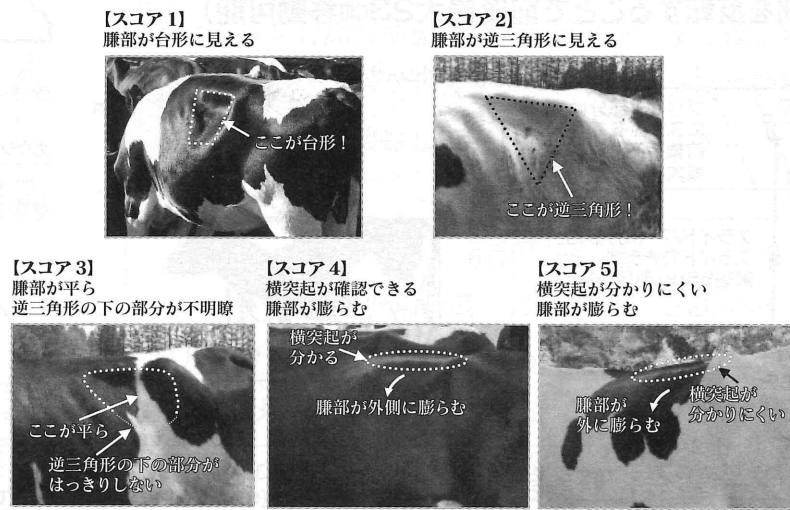 【スコア 1】
膁部が台形に見える
ここが台形！
【スコア 2】
膁部が逆三角形に見える
ここが逆三角形！
【スコア 3】
膁部が平ら
逆三角形の下の部分が不明瞭
ここが平ら
逆三角形の下の部分が
はっきりしない
【スコア 4】
横突起が確認できる
膁部が膨らむ
横突起が
分かる
膁部が外側に膨らむ
【スコア 5】
横突起が分かりにくい
膁部が膨らむ
膁部が
外に膨らむ
横突起が
分かりにくい